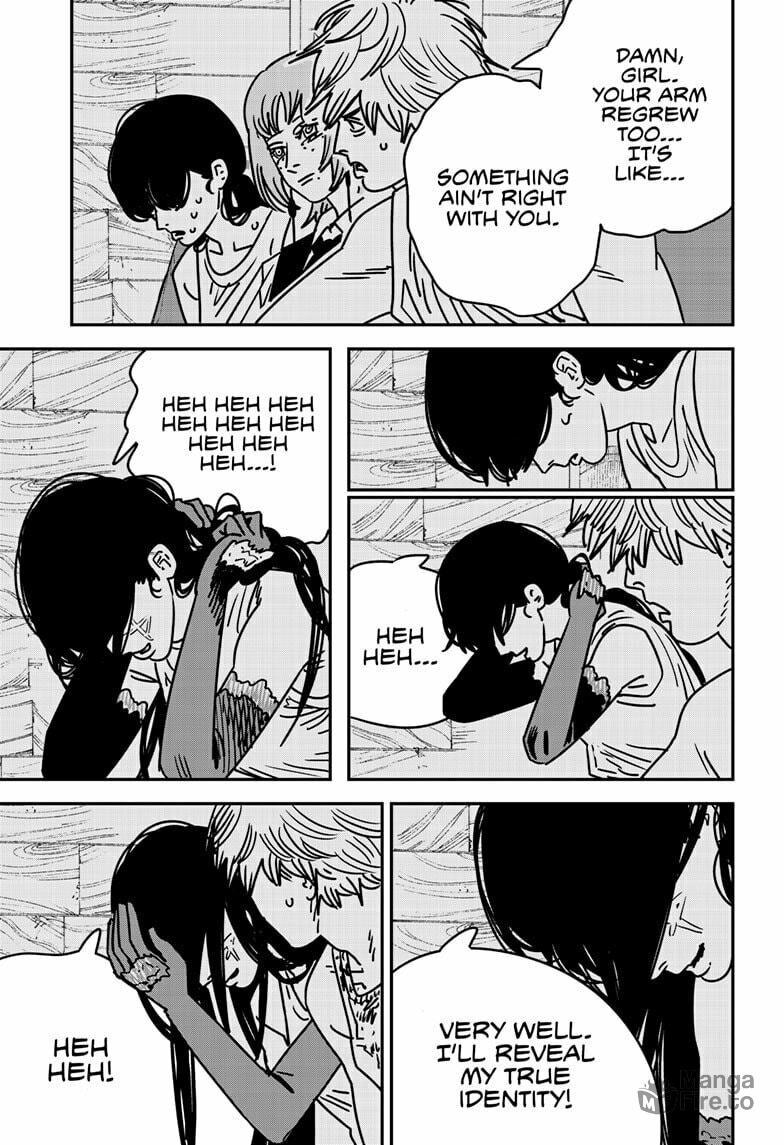 DAMN,
GIRL.
YOUR ARM
REGREW
TOO...
IT'S
LIKE...
SOMETHING
AIN'T RIGHT
WITH YOU.
HEH
HEH...
HEH HEH HEH
HEH HEH HEH
HEH HEH
HEH...!
VERY WELL.
I'LL REVEAL
MY TRUE
IDENTITY!
HEH
HEH!
Manga
Fire.to